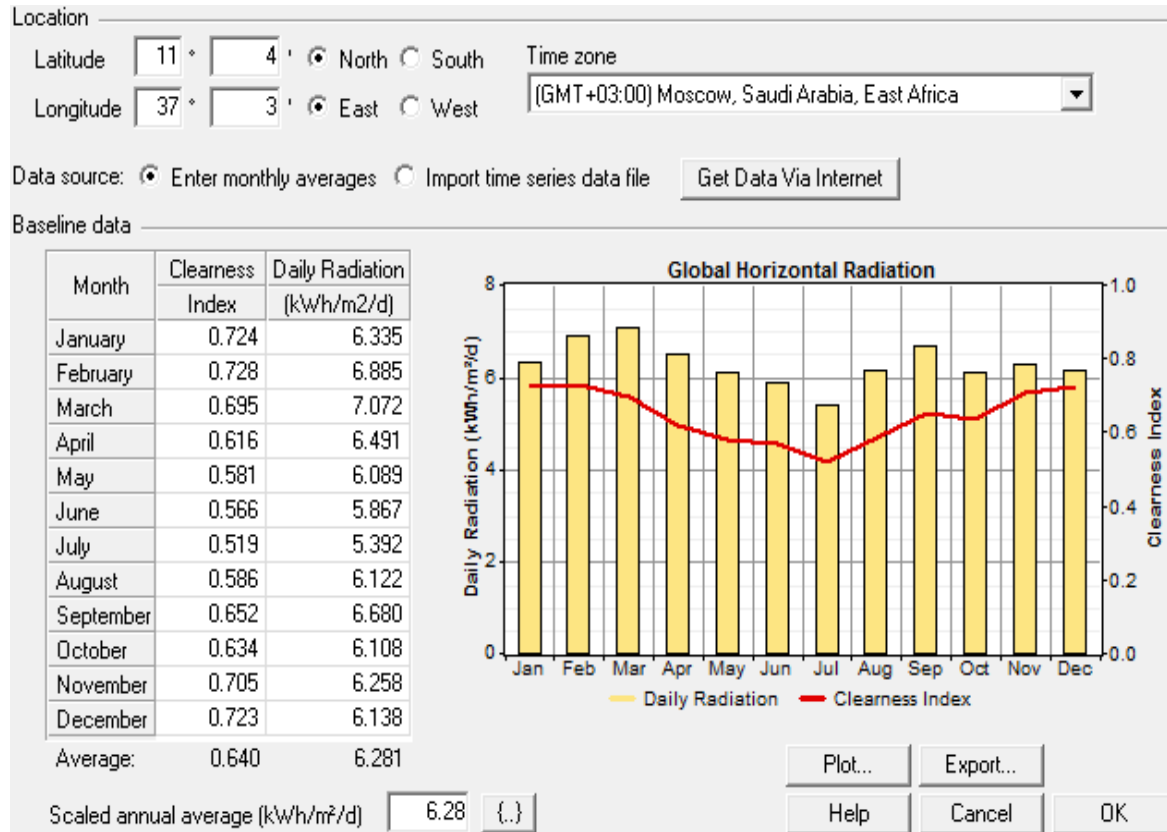 Location
Latitude 11 ° 4 ' North South
Time zone
Longitude 37 ° 3 ' East West
(GMT+03:00) Moscow, Saudi Arabia, East Africa
Data source: Enter monthly averages Import time series data file Get Data Via Internet
Baseline data
Month Clearness Index Daily Radiation (kWh/m2/d)
January 0.724 6.335
February 0.728 6.885
March 0.695 7.072
April 0.616 6.491
May 0.581 6.089
June 0.566 5.867
July 0.519 5.392
August 0.586 6.122
September 0.652 6.680
October 0.634 6.108
November 0.705 6.258
December 0.723 6.138
Average: 0.640 6.281
Scaled annual average (kWh/m²/d) 6.28 {..}
Global Horizontal Radiation
Daily Radiation (kWh/m²/d)
8
6
4
2
0
1.0
0.8
0.6
0.4
0.2
0.0
Clearness Index
Jan Feb Mar Apr May Jun Jul Aug Sep Oct Nov Dec
Daily Radiation Clearness Index
Plot... Export...
Help Cancel OK